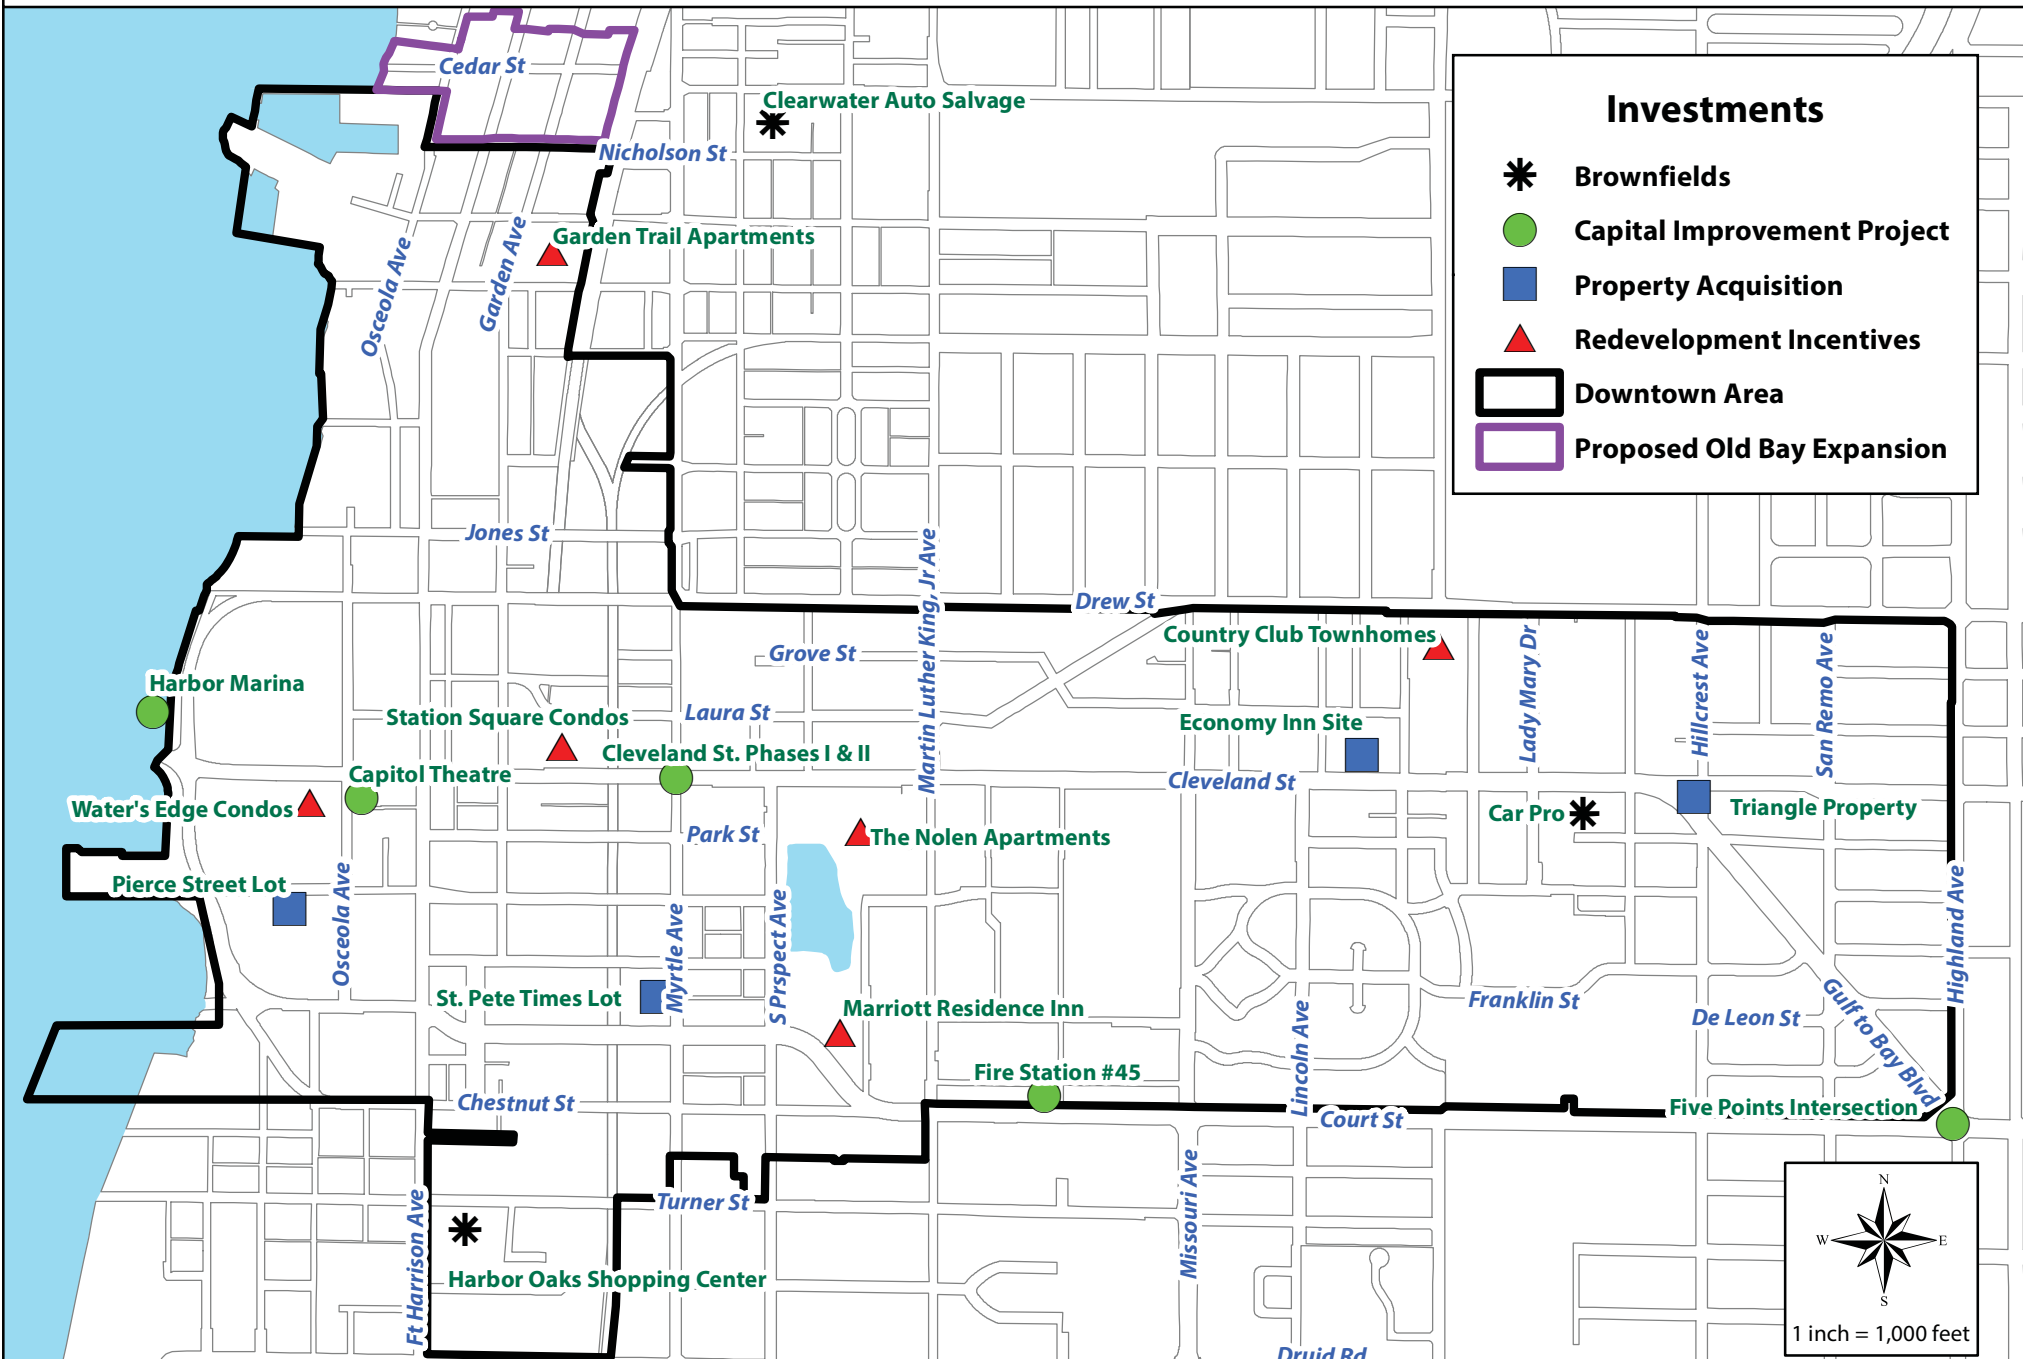 Cedar St
Clearwater Auto Salvage
Nicholson St
Garden Trail Apartments
Osceola Ave
Garden Ave
Investments
Brownfields
Capital Improvement Project
Property Acquisition
Redevelopment Incentives
Downtown Area
Proposed Old Bay Expansion
Jones St
Martin Luther King, Jr Ave
Drew St
Country Club Townhomes
Grove St
Lady Mary Dr
Hillcrest Ave
San Remo Ave
Harbor Marina
Station Square Condos
Laura St
Economy Inn Site
Cleveland St. Phases I & II
Capitol Theatre
Cleveland St
Water's Edge Condos
Park St
The Nolen Apartments
Car Pro
Triangle Property
Pierce Street Lot
Osceola Ave
Myrtle Ave
S Prspect Ave
Highland Ave
St. Pete Times Lot
Marriott Residence Inn
Franklin St
De Leon St
Gulf to Bay Blvd
Lincoln Ave
Fire Station #45
Chestnut St
Court St
Five Points Intersection
Missouri Ave
Turner St
Ft Harrison Ave
Harbor Oaks Shopping Center
N
W E
S
1 inch = 1,000 feet
Druid Rd